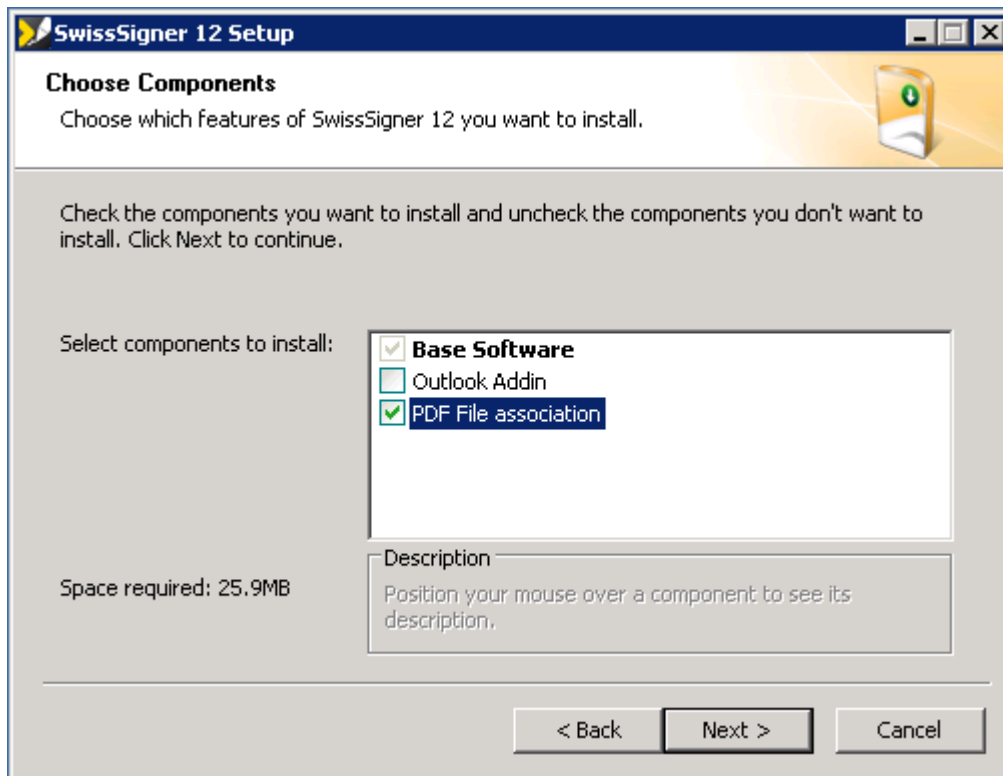 SwissSigner 12 Setup
Choose Components
Choose which features of SwissSigner 12 you want to install.
Check the components you want to install and uncheck the components you don't want to
install. Click Next to continue.
Select components to install:
Base Software
Outlook Addin
PDF File association
Space required: 25.9MB
Description
Position your mouse over a component to see its
description.
< Back
Next >
Cancel